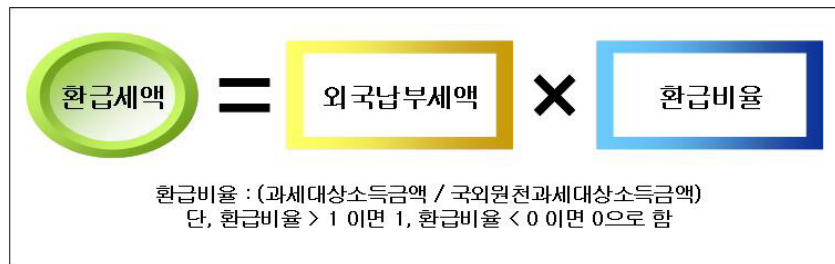 환급세액 = 외국납부세액 × 환급비율
환급비율 : (과세대상소득금액 / 국외원천과세대상소득금액)
단, 환급비율 > 1 이면 1, 환급비율 < 0 이면 0으로 함